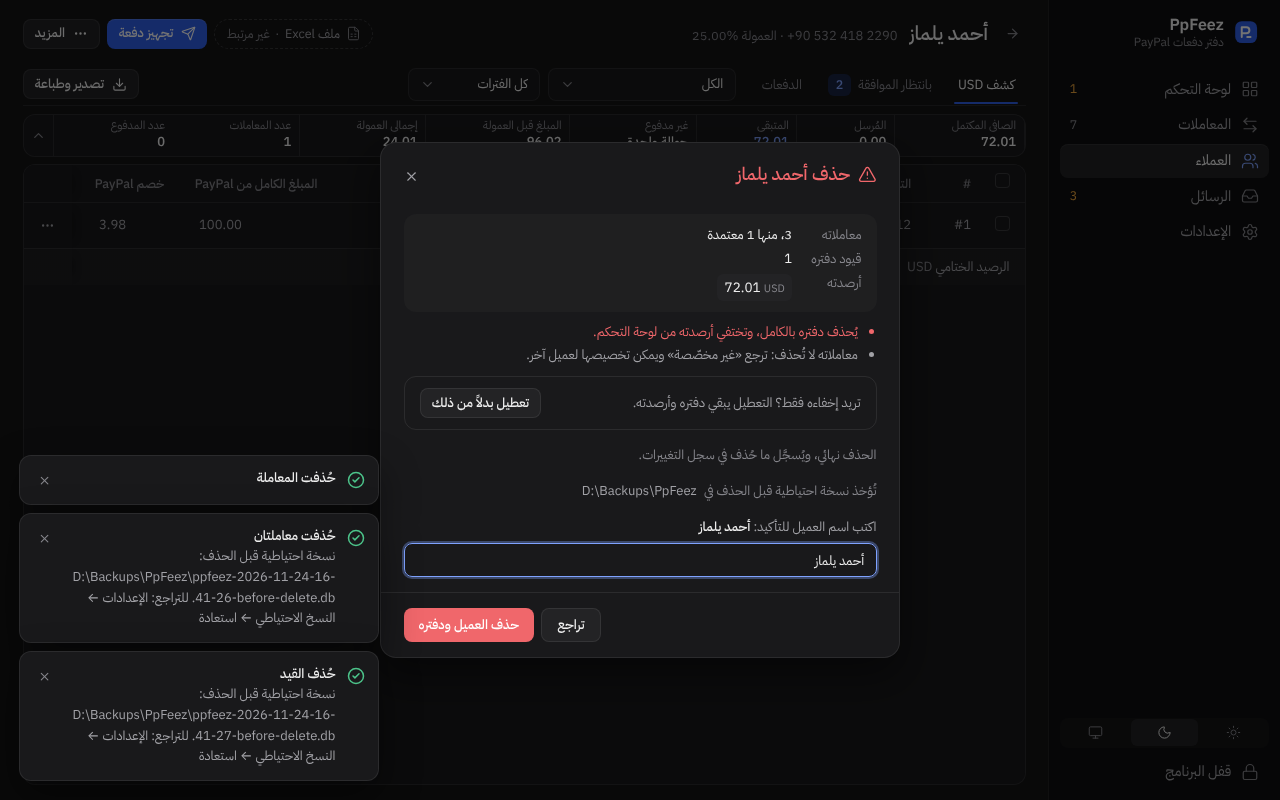 PpFeez
دفتر دفعات PayPal
لوحة التحكم 1
المعاملات 7
العملاء
الرسائل 3
الإعدادات
قفل البرنامج
أحمد يلماز
+90 532 418 2290 · العمولة 25.00%
ملف Excel · غير مرتبط
تجهيز دفعة
المزيد
كشف USD
بانتظار الموافقة 2
الدفعات
الكل
كل الفترات
تصدير وطباعة
الصافي المكتمل
72.01
المُرسل
0.00
المتبقي
72.01
غير مدفوع
حوالة واحدة
المبلغ قبل العمولة
96.02
إجمالي العمولة
24.01
عدد المعاملات
1
عدد المدفوع
0
#
المبلغ الكامل من PayPal
خصم PayPal
#1
100.00
3.98
الرصيد الختامي USD
حذف أحمد يلماز
معاملاته 3، منها 1 معتمدة
قيود دفتره 1
أرصدته 72.01 USD
يُحذف دفتره بالكامل، وتختفي أرصدته من لوحة التحكم.
معاملاته لا تُحذف: ترجع «غير مخصّصة» ويمكن تخصيصها لعميل آخر.
تريد إخفاءه فقط؟ التعطيل يبقي دفتره وأرصدته.
تعطيل بدلاً من ذلك
الحذف نهائي، ويُسجَّل ما حُذف في سجل التغييرات.
تُؤخذ نسخة احتياطية قبل الحذف في D:\Backups\PpFeez
اكتب اسم العميل للتأكيد: أحمد يلماز
أحمد يلماز
تراجع
حذف العميل ودفتره
حُذفت المعاملة
حُذفت معاملتان
نسخة احتياطية قبل الحذف:
D:\Backups\PpFeez\ppfeez-2026-11-24-16-
41-26-before-delete.db. للتراجع: الإعدادات ←
النسخ الاحتياطي ← استعادة
حُذف القيد
نسخة احتياطية قبل الحذف:
D:\Backups\PpFeez\ppfeez-2026-11-24-16-
41-27-before-delete.db. للتراجع: الإعدادات ←
النسخ الاحتياطي ← استعادة